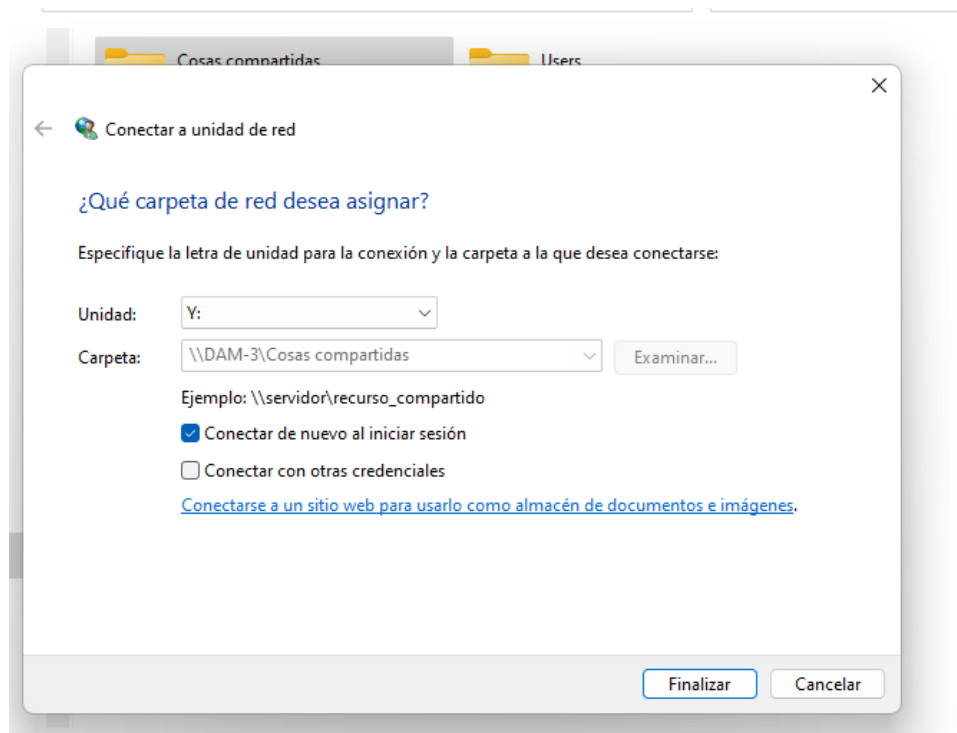 Cosas compartidas
Users
Conectar a unidad de red
¿Qué carpeta de red desea asignar?
Especifique la letra de unidad para la conexión y la carpeta a la que desea conectarse:
Unidad: Y:
Carpeta: \\DAM-3\Cosas compartidas Examinar...
Ejemplo: \\servidor\recurso_compartido
Conectar de nuevo al iniciar sesión
Conectar con otras credenciales
Conectarse a un sitio web para usarlo como almacén de documentos e imágenes.
Finalizar Cancelar